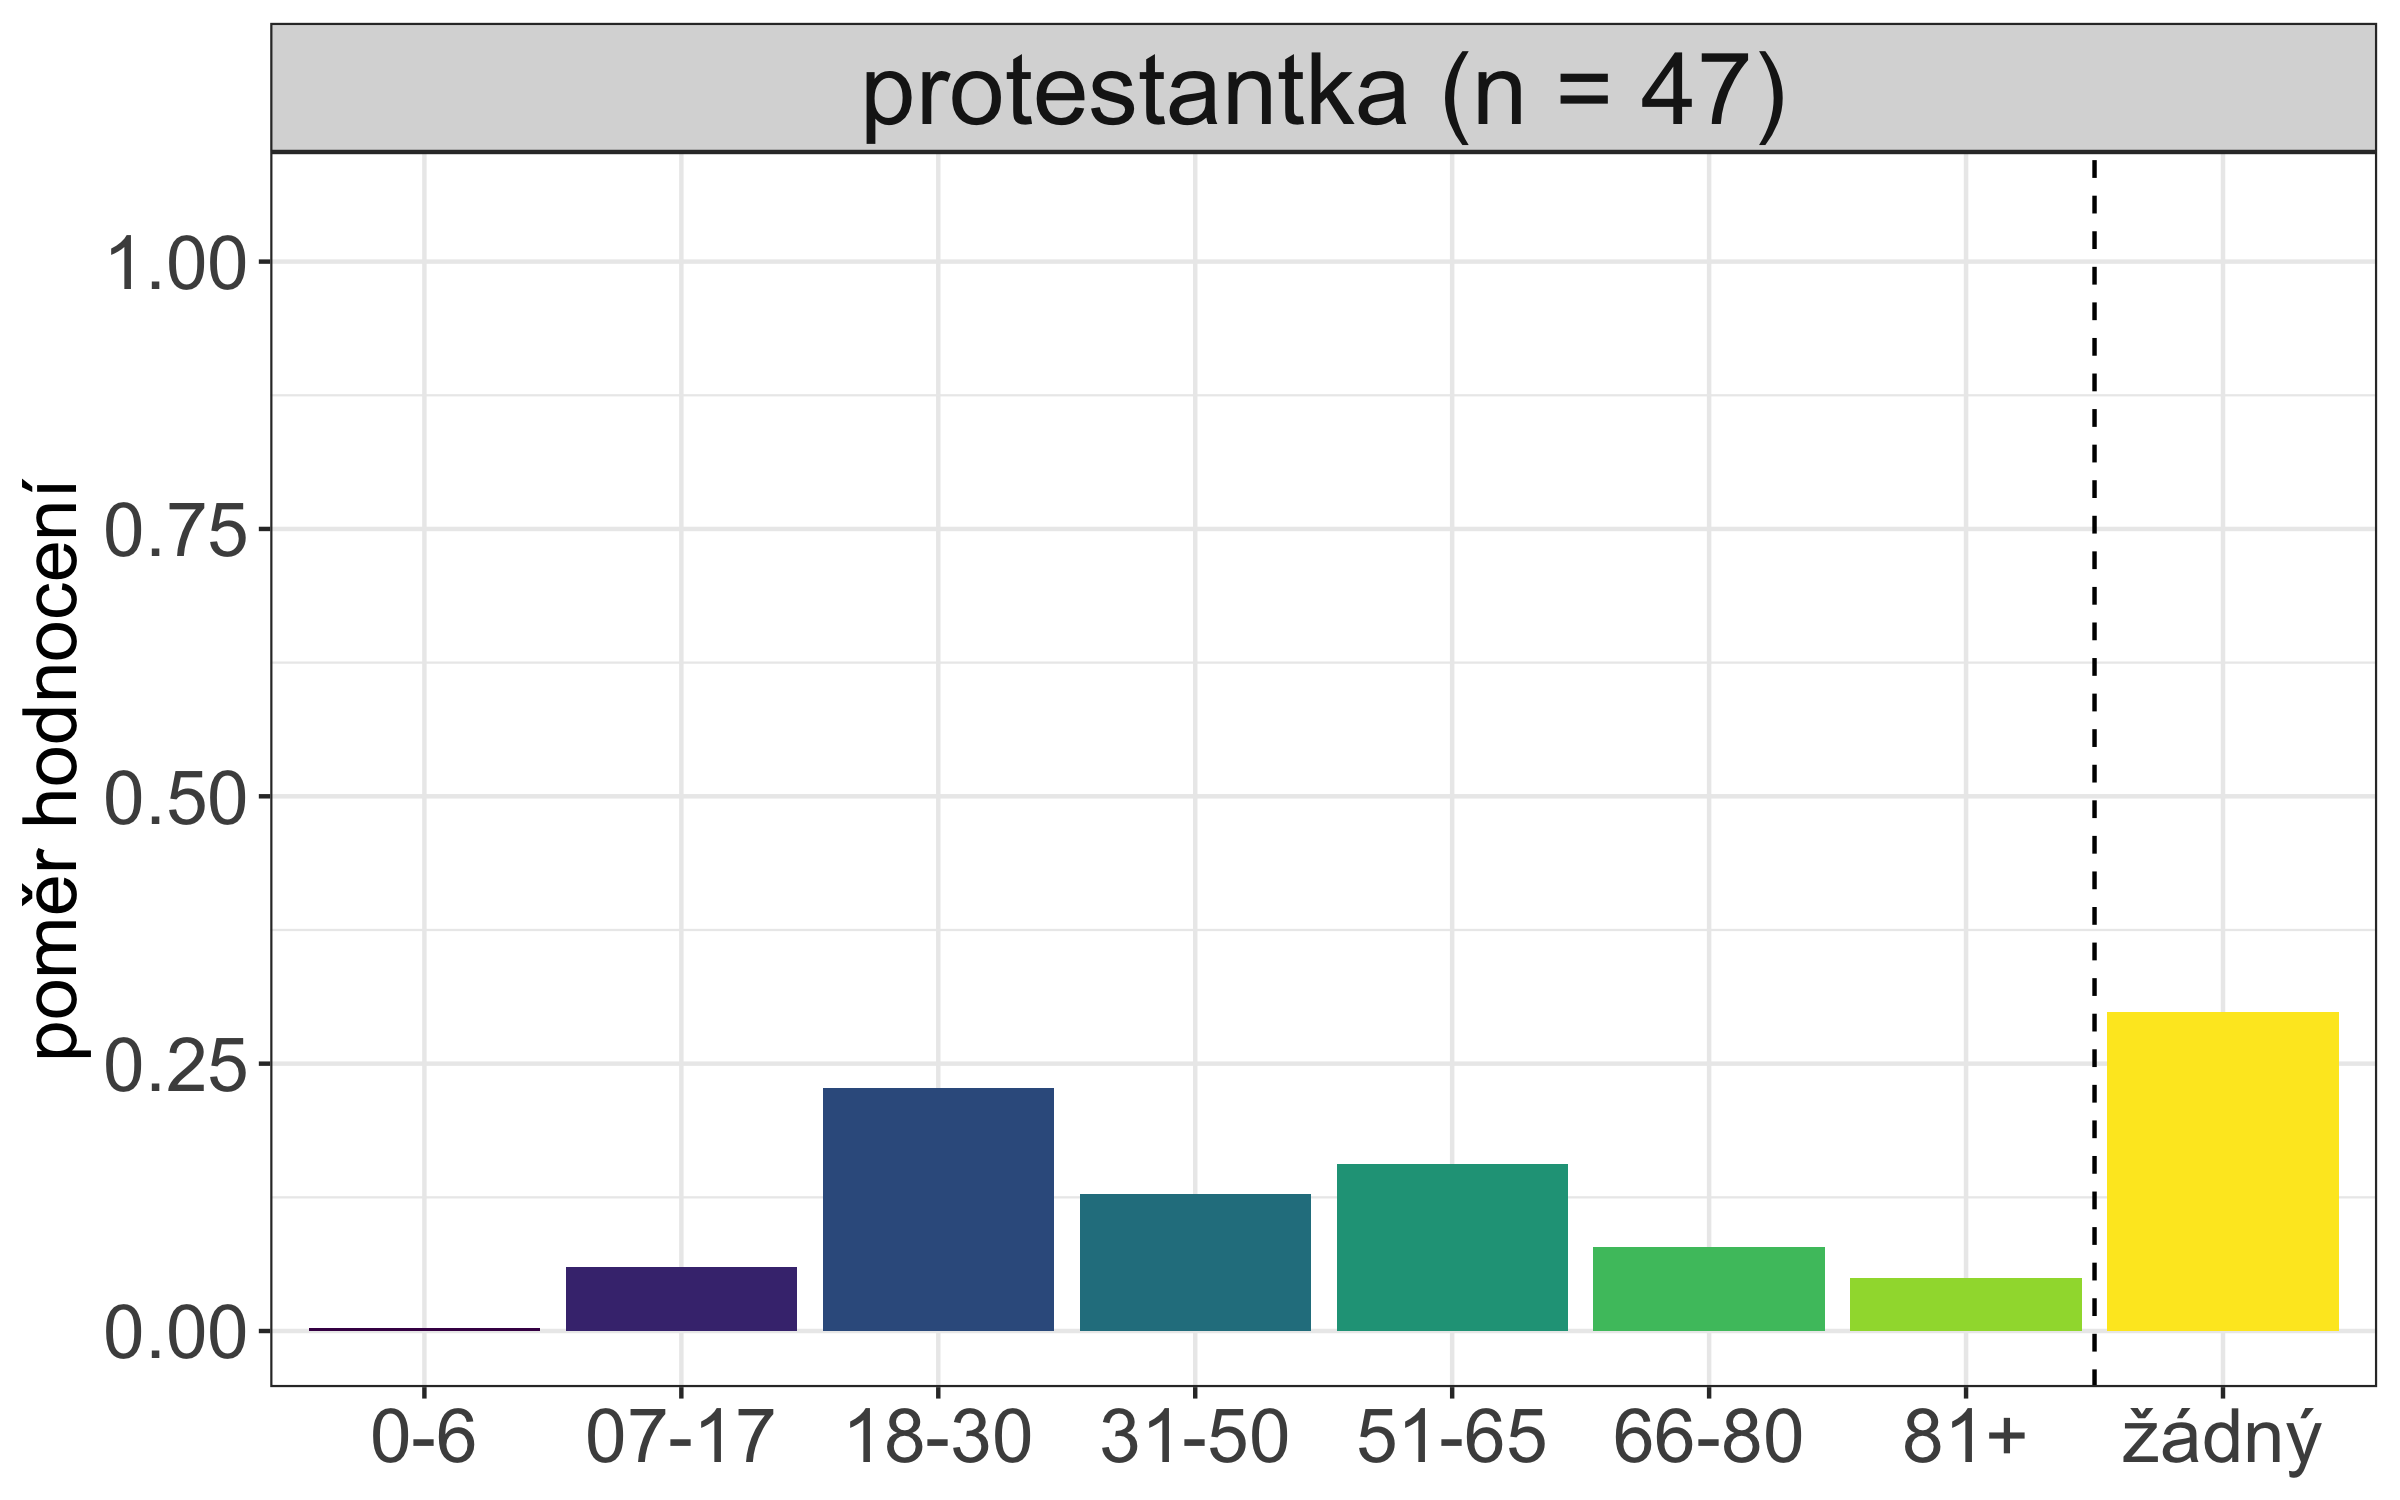 protestantka (n = 47)
poměr hodnocení
1.00
0.75
0.50
0.25
0.00
0-6 07-17 18-30 31-50 51-65 66-80 81+ žádný